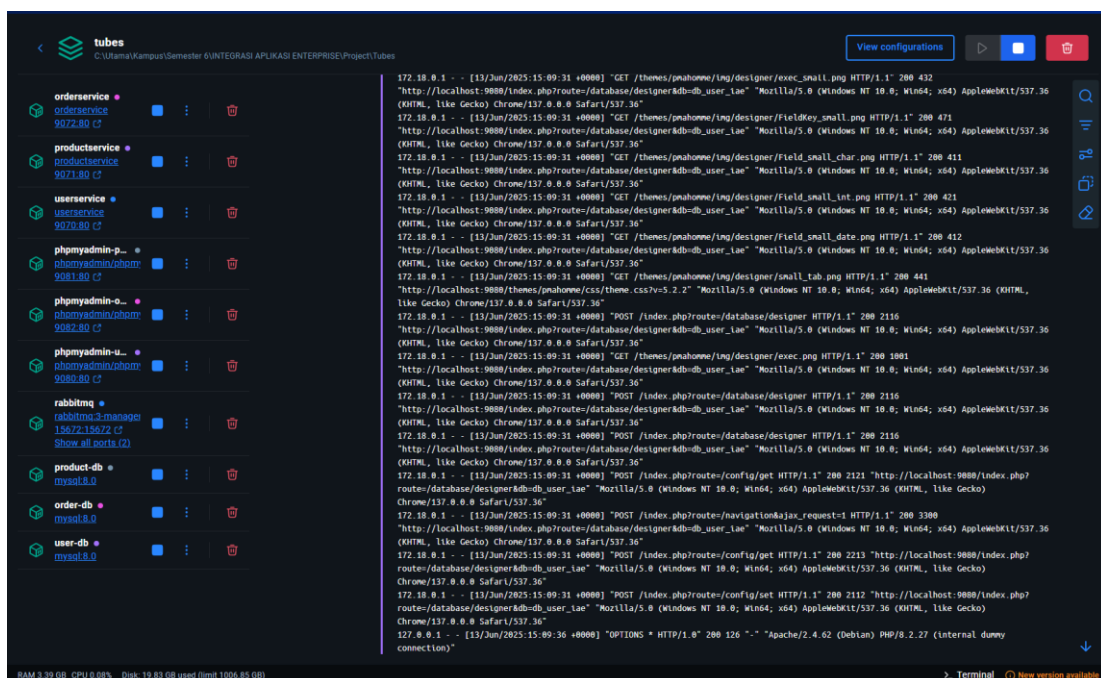 tubes
C:\Utama\Kampus\Semester 6\INTEGRASI APLIKASI ENTERPRISE\Project\Tubes
View configurations
orderservice
orderservice
9072:80
productservice
productservice
9071:80
userservice
userservice
9070:80
phpmyadmin-p...
phpmyadmin/phpm
9081:80
phpmyadmin-o...
phpmyadmin/phpm
9082:80
phpmyadmin-u...
phpmyadmin/phpm
9080:80
rabbitmq
rabbitmq:3-manager
15672:15672
Show all ports (2)
product-db
mysql:8.0
order-db
mysql:8.0
user-db
mysql:8.0
172.18.0.1 - - [13/Jun/2025:15:09:31 +0000] "GET /themes/pmahomme/img/designer/exec_small.png HTTP/1.1" 200 432
"http://localhost:9080/index.php?route=/database/designer&db=db_user_iae" "Mozilla/5.0 (Windows NT 10.0; Win64; x64) AppleWebKit/537.36
(KHTML, like Gecko) Chrome/137.0.0.0 Safari/537.36"
172.18.0.1 - - [13/Jun/2025:15:09:31 +0000] "GET /themes/pmahomme/img/designer/FieldKey_small.png HTTP/1.1" 200 471
"http://localhost:9080/index.php?route=/database/designer&db=db_user_iae" "Mozilla/5.0 (Windows NT 10.0; Win64; x64) AppleWebKit/537.36
(KHTML, like Gecko) Chrome/137.0.0.0 Safari/537.36"
172.18.0.1 - - [13/Jun/2025:15:09:31 +0000] "GET /themes/pmahomme/img/designer/Field_small_char.png HTTP/1.1" 200 411
"http://localhost:9080/index.php?route=/database/designer&db=db_user_iae" "Mozilla/5.0 (Windows NT 10.0; Win64; x64) AppleWebKit/537.36
(KHTML, like Gecko) Chrome/137.0.0.0 Safari/537.36"
172.18.0.1 - - [13/Jun/2025:15:09:31 +0000] "GET /themes/pmahomme/img/designer/Field_small_int.png HTTP/1.1" 200 421
"http://localhost:9080/index.php?route=/database/designer&db=db_user_iae" "Mozilla/5.0 (Windows NT 10.0; Win64; x64) AppleWebKit/537.36
(KHTML, like Gecko) Chrome/137.0.0.0 Safari/537.36"
172.18.0.1 - - [13/Jun/2025:15:09:31 +0000] "GET /themes/pmahomme/img/designer/Field_small_date.png HTTP/1.1" 200 412
"http://localhost:9080/index.php?route=/database/designer&db=db_user_iae" "Mozilla/5.0 (Windows NT 10.0; Win64; x64) AppleWebKit/537.36
(KHTML, like Gecko) Chrome/137.0.0.0 Safari/537.36"
172.18.0.1 - - [13/Jun/2025:15:09:31 +0000] "GET /themes/pmahomme/img/designer/small_tab.png HTTP/1.1" 200 441
"http://localhost:9080/themes/pmahomme/css/theme.css?v=5.2.2" "Mozilla/5.0 (Windows NT 10.0; Win64; x64) AppleWebKit/537.36 (KHTML,
like Gecko) Chrome/137.0.0.0 Safari/537.36"
172.18.0.1 - - [13/Jun/2025:15:09:31 +0000] "POST /index.php?route=/database/designer HTTP/1.1" 200 2116
"http://localhost:9080/index.php?route=/database/designer&db=db_user_iae" "Mozilla/5.0 (Windows NT 10.0; Win64; x64) AppleWebKit/537.36
(KHTML, like Gecko) Chrome/137.0.0.0 Safari/537.36"
172.18.0.1 - - [13/Jun/2025:15:09:31 +0000] "GET /themes/pmahomme/img/designer/exec.png HTTP/1.1" 200 1001
"http://localhost:9080/index.php?route=/database/designer&db=db_user_iae" "Mozilla/5.0 (Windows NT 10.0; Win64; x64) AppleWebKit/537.36
(KHTML, like Gecko) Chrome/137.0.0.0 Safari/537.36"
172.18.0.1 - - [13/Jun/2025:15:09:31 +0000] "POST /index.php?route=/database/designer HTTP/1.1" 200 2116
"http://localhost:9080/index.php?route=/database/designer&db=db_user_iae" "Mozilla/5.0 (Windows NT 10.0; Win64; x64) AppleWebKit/537.36
(KHTML, like Gecko) Chrome/137.0.0.0 Safari/537.36"
172.18.0.1 - - [13/Jun/2025:15:09:31 +0000] "POST /index.php?route=/database/designer HTTP/1.1" 200 2116
"http://localhost:9080/index.php?route=/database/designer&db=db_user_iae" "Mozilla/5.0 (Windows NT 10.0; Win64; x64) AppleWebKit/537.36
(KHTML, like Gecko) Chrome/137.0.0.0 Safari/537.36"
172.18.0.1 - - [13/Jun/2025:15:09:31 +0000] "POST /index.php?route=/config/get HTTP/1.1" 200 2121 "http://localhost:9080/index.php?
route=/database/designer&db=db_user_iae" "Mozilla/5.0 (Windows NT 10.0; Win64; x64) AppleWebKit/537.36 (KHTML, like Gecko)
Chrome/137.0.0.0 Safari/537.36"
172.18.0.1 - - [13/Jun/2025:15:09:31 +0000] "POST /index.php?route=/navigation&ajax_request=1 HTTP/1.1" 200 3300
"http://localhost:9080/index.php?route=/database/designer&db=db_user_iae" "Mozilla/5.0 (Windows NT 10.0; Win64; x64) AppleWebKit/537.36
(KHTML, like Gecko) Chrome/137.0.0.0 Safari/537.36"
172.18.0.1 - - [13/Jun/2025:15:09:31 +0000] "POST /index.php?route=/config/get HTTP/1.1" 200 2213 "http://localhost:9080/index.php?
route=/database/designer&db=db_user_iae" "Mozilla/5.0 (Windows NT 10.0; Win64; x64) AppleWebKit/537.36 (KHTML, like Gecko)
Chrome/137.0.0.0 Safari/537.36"
172.18.0.1 - - [13/Jun/2025:15:09:31 +0000] "POST /index.php?route=/config/set HTTP/1.1" 200 2112 "http://localhost:9080/index.php?
route=/database/designer&db=db_user_iae" "Mozilla/5.0 (Windows NT 10.0; Win64; x64) AppleWebKit/537.36 (KHTML, like Gecko)
Chrome/137.0.0.0 Safari/537.36"
127.0.0.1 - - [13/Jun/2025:15:09:36 +0000] "OPTIONS * HTTP/1.0" 200 126 "-" "Apache/2.4.62 (Debian) PHP/8.2.27 (internal dummy
connection)"
RAM 3.39 GB CPU 0.08% Disk: 19.83 GB used (limit 1006.85 GB)
>_ Terminal
New version available